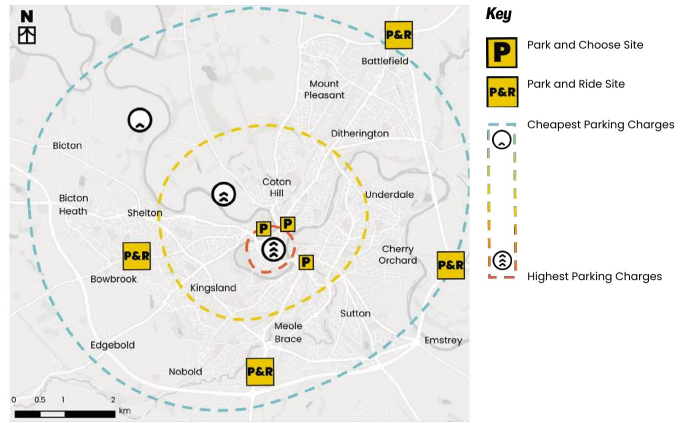 N
P&R
Battlefield
Mount
Pleasant
Ditherington
Bicton
Coton
Hill
Underdale
Bicton
Heath
Shelton
P
P
P
P&R
Bowbrook
Cherry
Orchard
P&R
Kingsland
Sutton
Meole
Brace
Emstrey
Edgebold
Nobold
P&R
0 0.5 1 2
km
Key
P Park and Choose Site
P&R Park and Ride Site
Cheapest Parking Charges
Highest Parking Charges